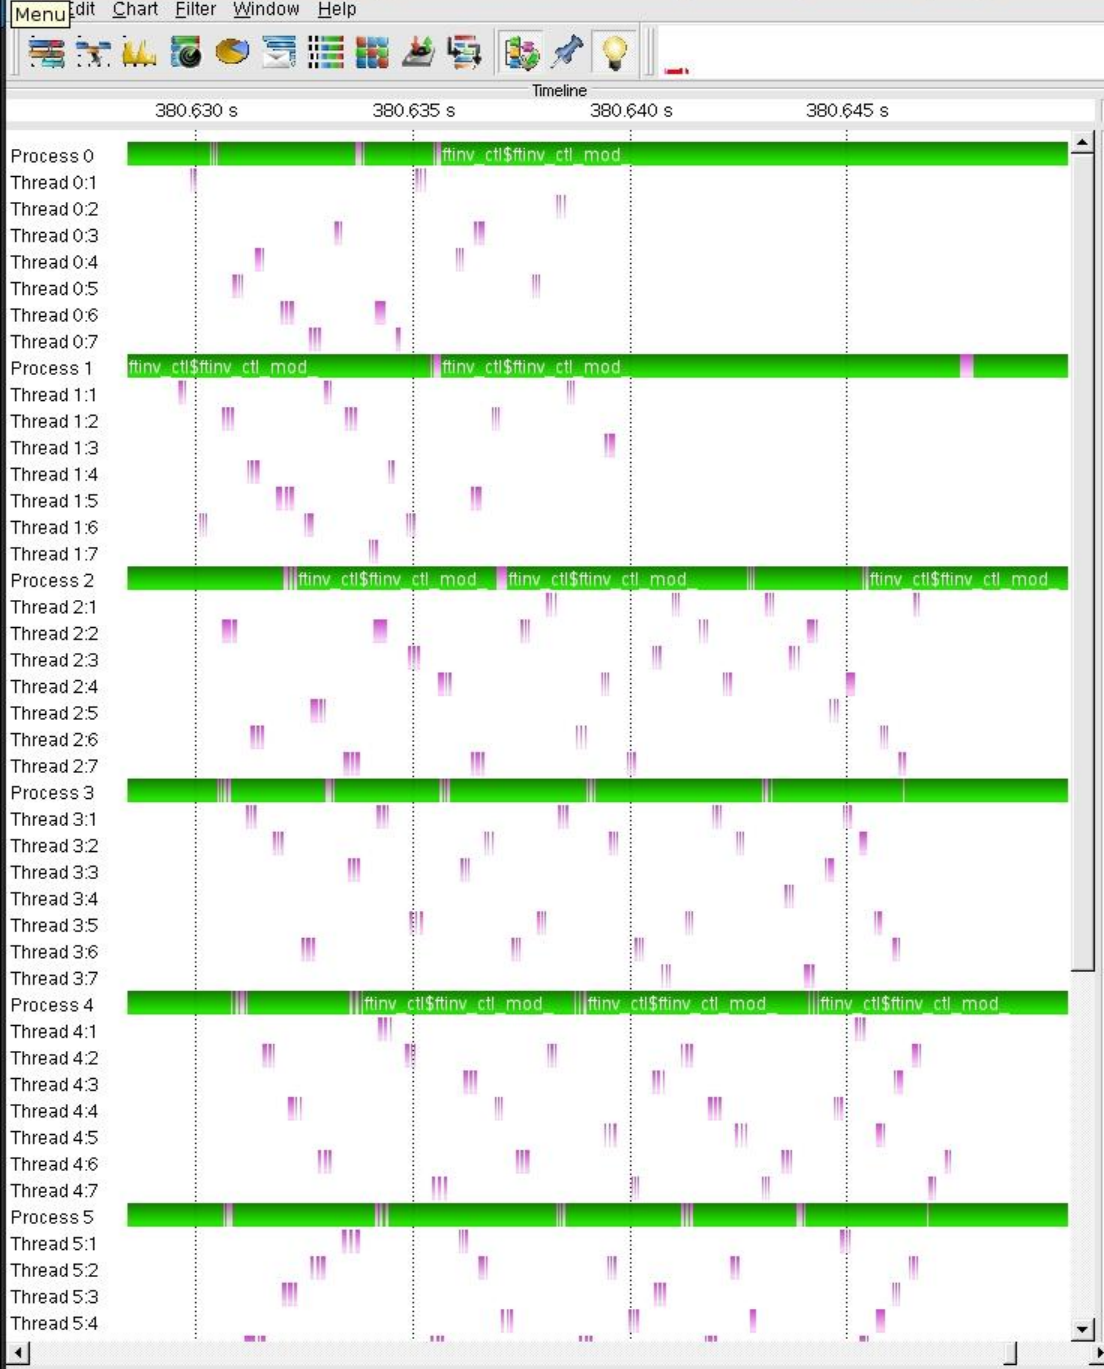 Menu Edit Chart Filter Window Help
Timeline
380.630 s 380.635 s 380.640 s 380.645 s
Process 0 ftinv_ctl$ftinv_ctl_mod_
Thread 0:1
Thread 0:2
Thread 0:3
Thread 0:4
Thread 0:5
Thread 0:6
Thread 0:7
Process 1 ftinv_ctl$ftinv_ctl_mod_ ftinv_ctl$ftinv_ctl_mod_
Thread 1:1
Thread 1:2
Thread 1:3
Thread 1:4
Thread 1:5
Thread 1:6
Thread 1:7
Process 2 ftinv_ctl$ftinv_ctl_mod_ ftinv_ctl$ftinv_ctl_mod_ ftinv_ctl$ftinv_ctl_mod_
Thread 2:1
Thread 2:2
Thread 2:3
Thread 2:4
Thread 2:5
Thread 2:6
Thread 2:7
Process 3
Thread 3:1
Thread 3:2
Thread 3:3
Thread 3:4
Thread 3:5
Thread 3:6
Thread 3:7
Process 4 ftinv_ctl$ftinv_ctl_mod_ ftinv_ctl$ftinv_ctl_mod_ ftinv_ctl$ftinv_ctl_mod_
Thread 4:1
Thread 4:2
Thread 4:3
Thread 4:4
Thread 4:5
Thread 4:6
Thread 4:7
Process 5
Thread 5:1
Thread 5:2
Thread 5:3
Thread 5:4